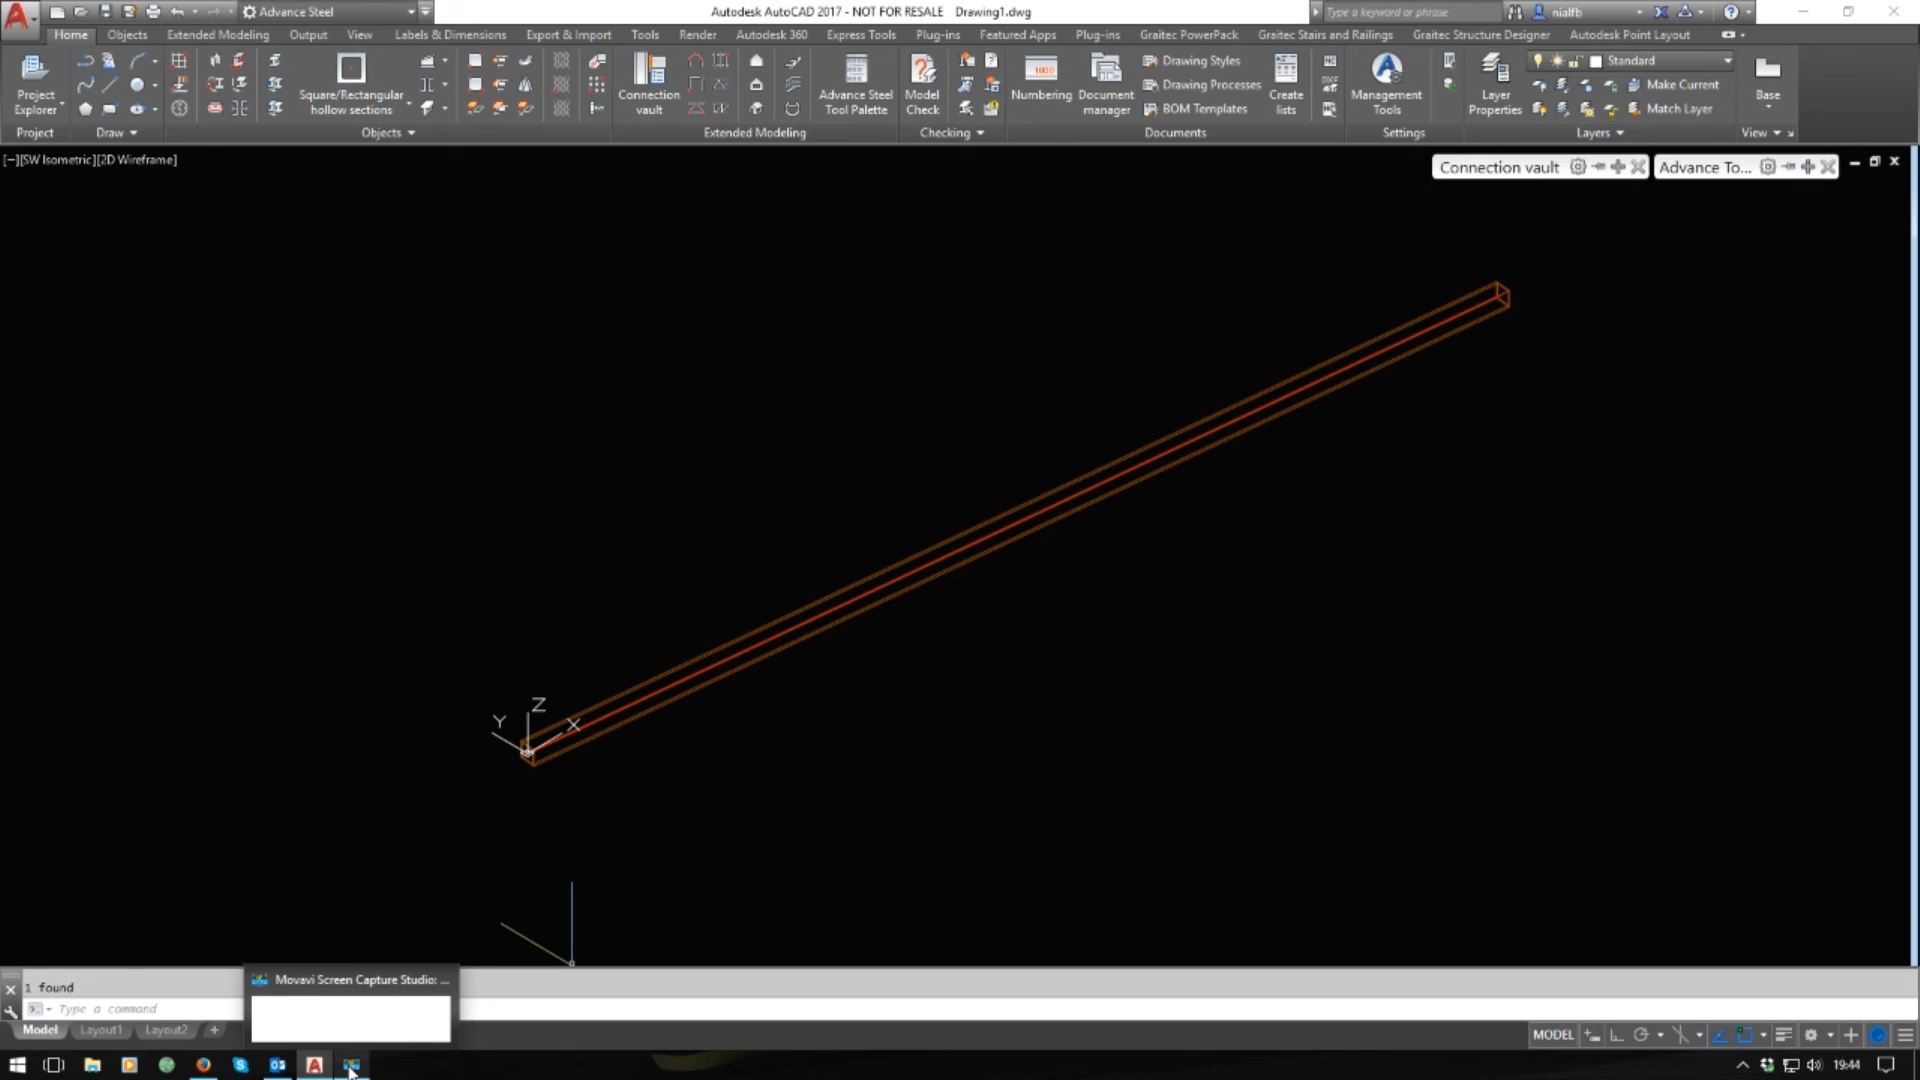 Advance Steel
Autodesk AutoCAD 2017 - NOT FOR RESALE Drawing1.dwg
Type a keyword or phrase
nialfb
Home Objects Extended Modeling Output View Labels & Dimensions Export & Import Tools Render Autodesk 360 Express Tools Plug-ins Featured Apps Plug-ins Graitec PowerPack Graitec Stairs and Railings Graitec Structure Designer Autodesk Point Layout
Project Explorer
Square/Rectangular hollow sections
Connection vault
Advance Steel Tool Palette
Model Check
Numbering
Document manager
Drawing Styles
Drawing Processes
BOM Templates
Create lists
Management Tools
Layer Properties
Standard
Make Current
Match Layer
Base
Project Draw Objects Extended Modeling Checking Documents Settings Layers View
[−][SW Isometric][2D Wireframe]
Connection vault
Advance To...
Z
Y
X
1 found
Type a command
Movavi Screen Capture Studio: ...
Model Layout1 Layout2 +
MODEL
19:44